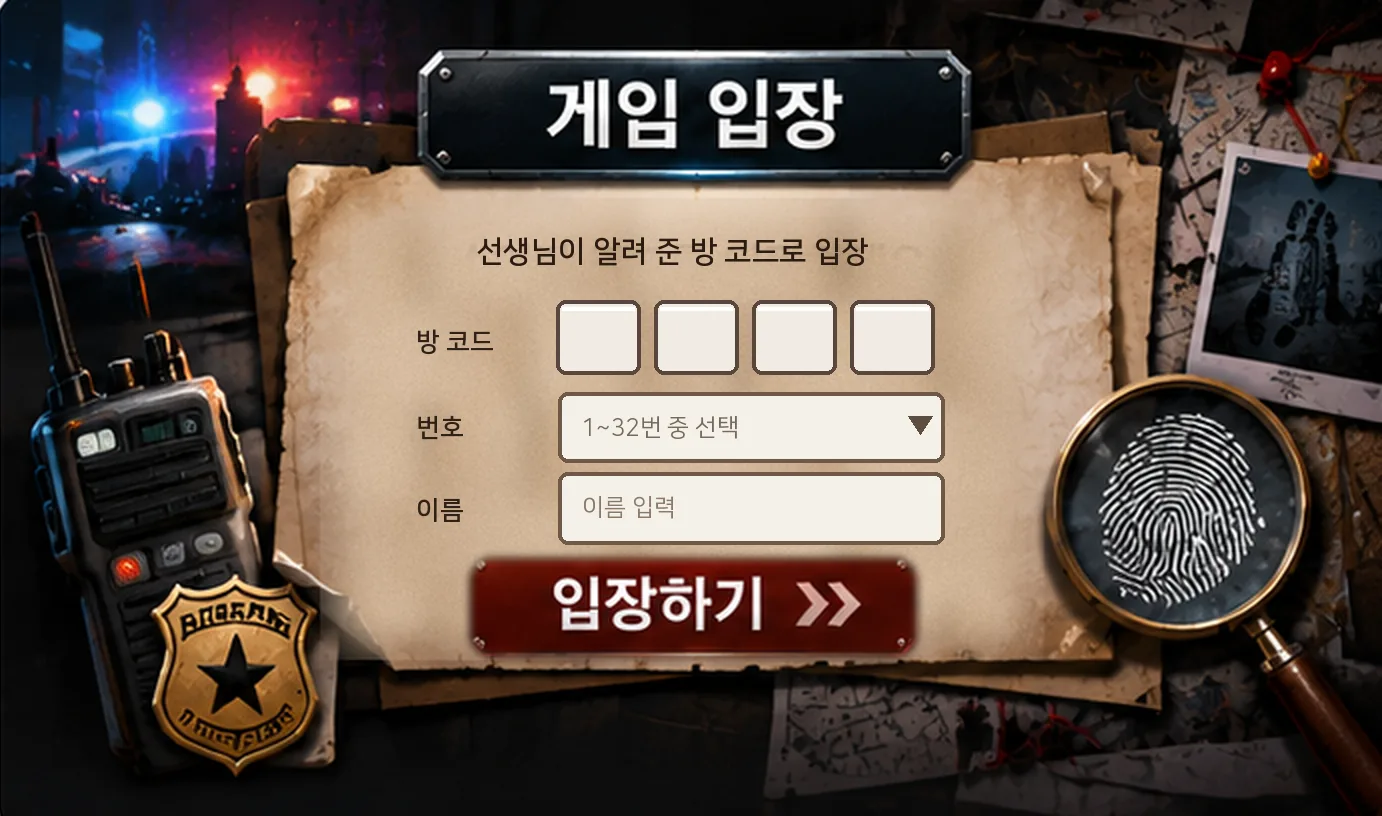 게임 입장
선생님이 알려 준 방 코드로 입장
방 코드
번호
1~32번 중 선택
이름
이름 입력
입장하기